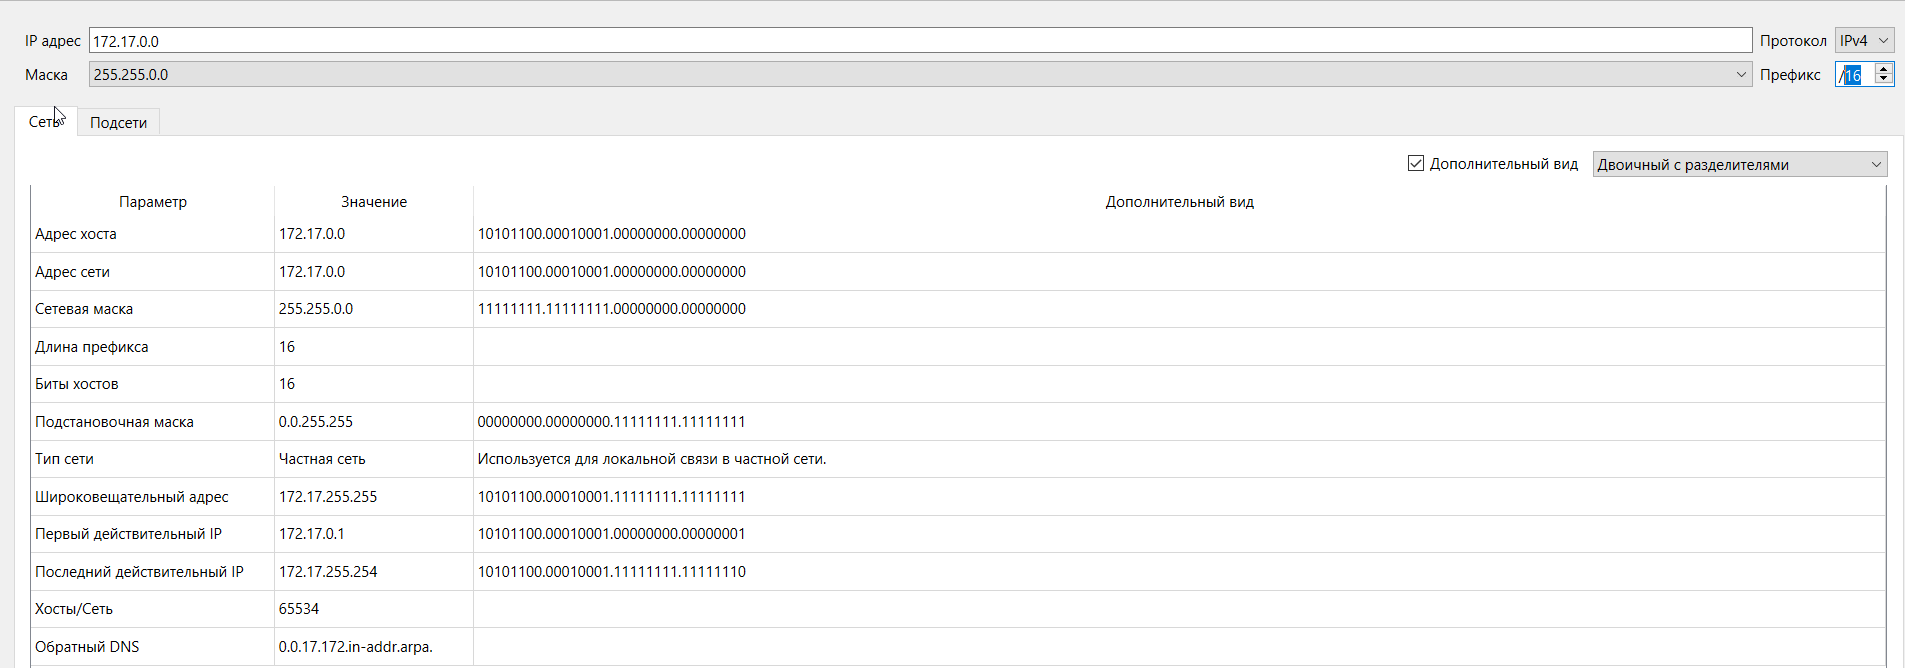 IP адрес 172.17.0.0 Протокол IPv4
Маска 255.255.0.0 Префикс /16
Сеть Подсети
Дополнительный вид Двоичный с разделителями
Параметр Значение Дополнительный вид
Адрес хоста 172.17.0.0 10101100.00010001.00000000.00000000
Адрес сети 172.17.0.0 10101100.00010001.00000000.00000000
Сетевая маска 255.255.0.0 11111111.11111111.00000000.00000000
Длина префикса 16
Биты хостов 16
Подстановочная маска 0.0.255.255 00000000.00000000.11111111.11111111
Тип сети Частная сеть Используется для локальной связи в частной сети.
Широковещательный адрес 172.17.255.255 10101100.00010001.11111111.11111111
Первый действительный IP 172.17.0.1 10101100.00010001.00000000.00000001
Последний действительный IP 172.17.255.254 10101100.00010001.11111111.11111110
Хосты/Сеть 65534
Обратный DNS 0.0.17.172.in-addr.arpa.